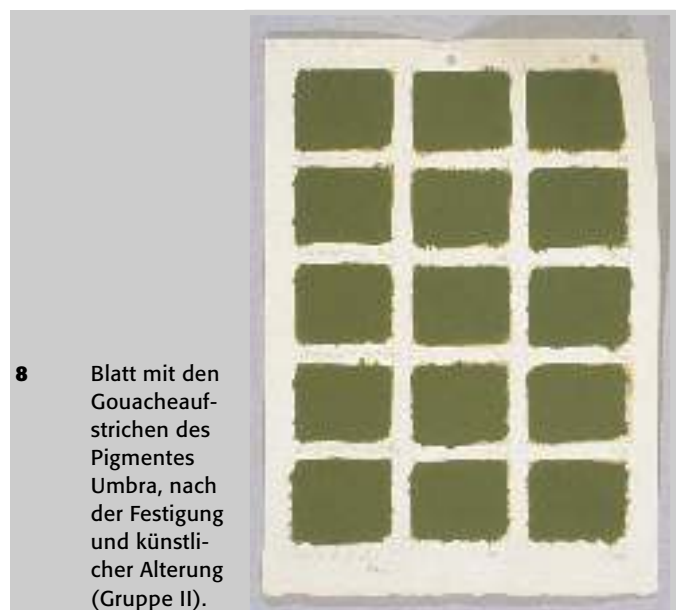 8 Blatt mit den
Gouacheauf-
strichen des
Pigmentes
Umbra, nach
der Festigung
und künstli-
cher Alterung
(Gruppe II).